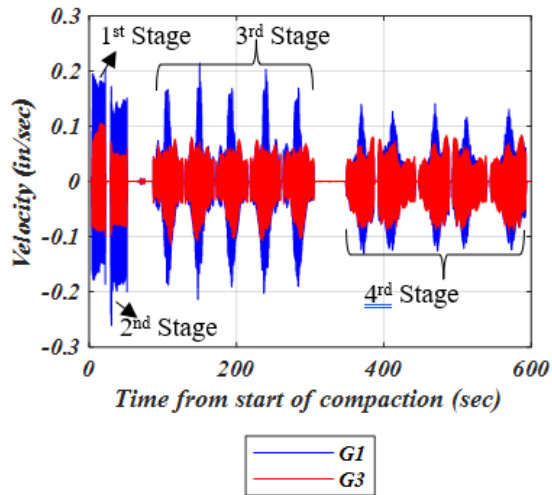 0.3
1st Stage
3rd Stage
0.2
0.1
0
-0.1
-0.2
-0.3
Velocity (in/sec)
2nd Stage
4rd Stage
0 200 400 600
Time from start of compaction (sec)
G1
G3